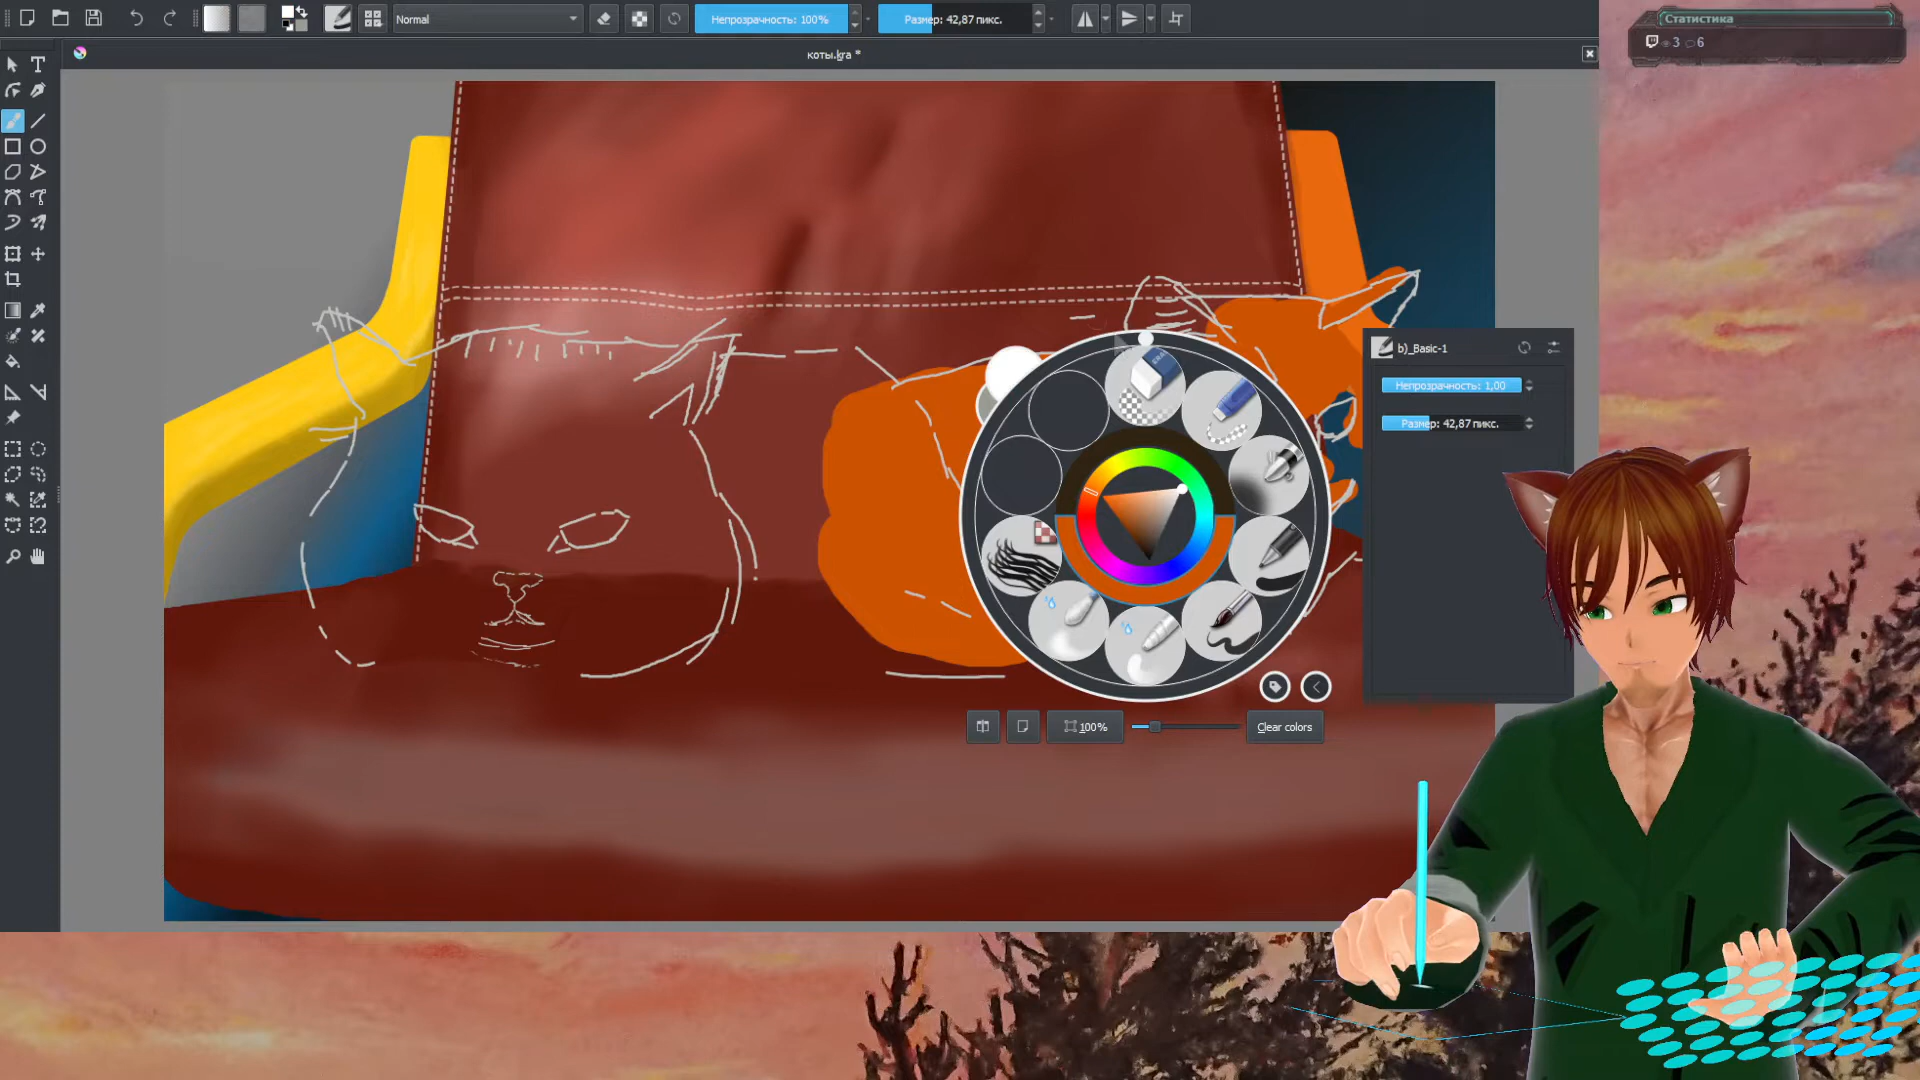 Normal
Непрозрачность: 100%
Размер: 42,87 пикс.
Статистика
3 6
коты.kra *
b)_Basic-1
Непрозрачность: 1,00
Размер: 42,87 пикс.
100%
Clear colors